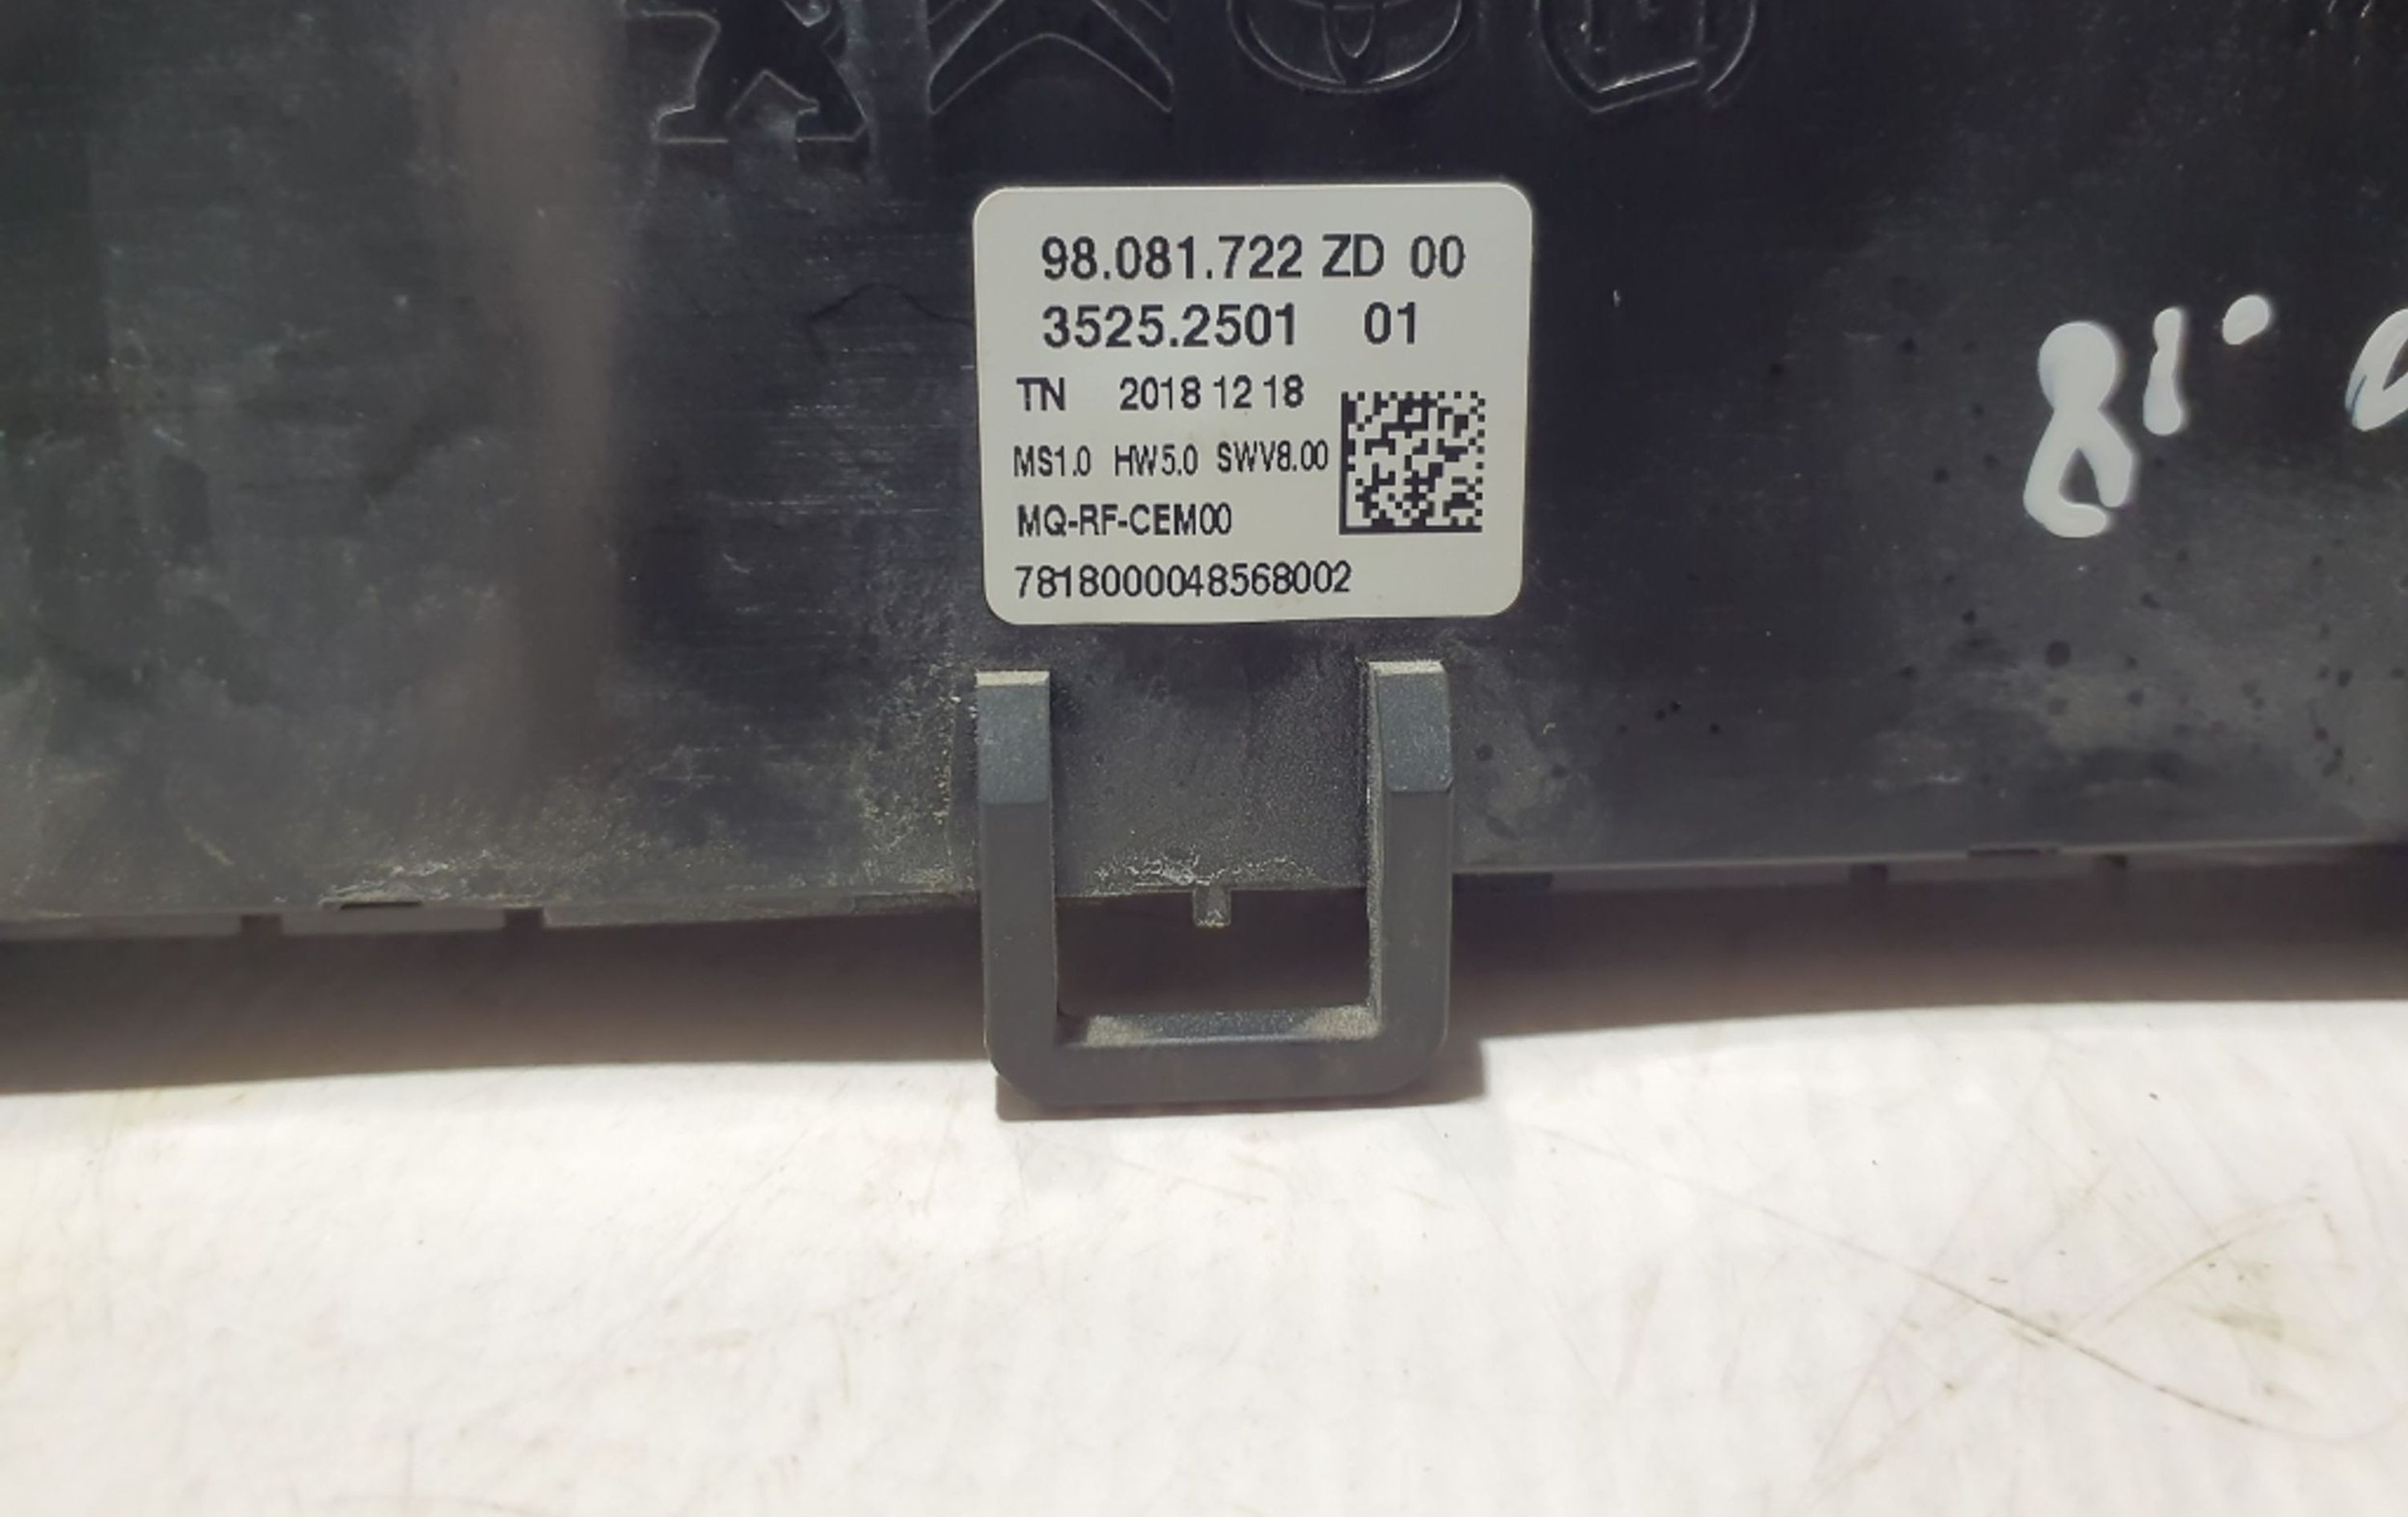 98.081.722 ZD 00
3525.2501 01
TN 2018 12 18
MS1.0 HW5.0 SWV8.00
MQ-RF-CEM00
7818000048568002